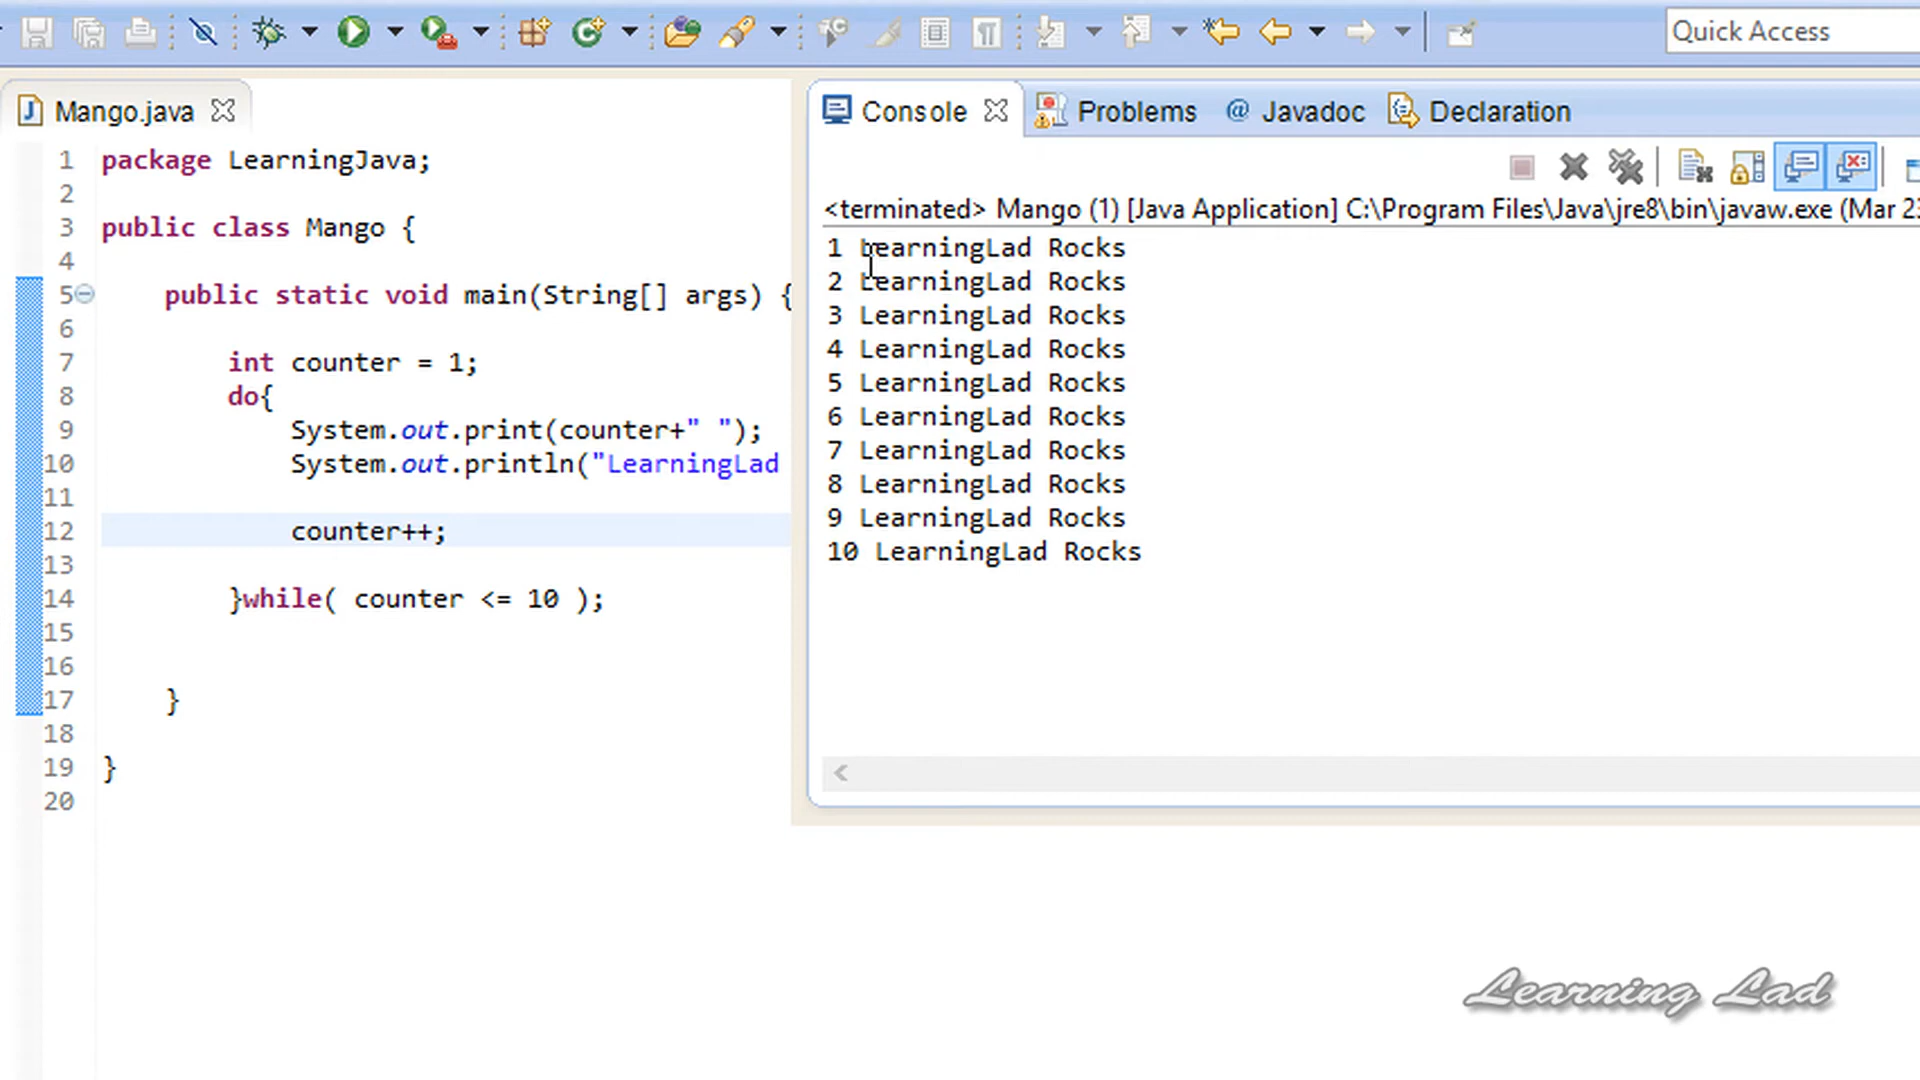 Quick Access
Mango.java
1 package LearningJava;
2
3 public class Mango {
4
5 public static void main(String[] args) {
6
7 int counter = 1;
8 do{
9 System.out.print(counter+" ");
10 System.out.println("LearningLad
11
12 counter++;
13
14 }while( counter <= 10 );
15
16
17 }
18
19 }
20
Console Problems @ Javadoc Declaration
<terminated> Mango (1) [Java Application] C:\Program Files\Java\jre8\bin\javaw.exe (Mar 23
1 LearningLad Rocks
2 LearningLad Rocks
3 LearningLad Rocks
4 LearningLad Rocks
5 LearningLad Rocks
6 LearningLad Rocks
7 LearningLad Rocks
8 LearningLad Rocks
9 LearningLad Rocks
10 LearningLad Rocks
Learning Lad